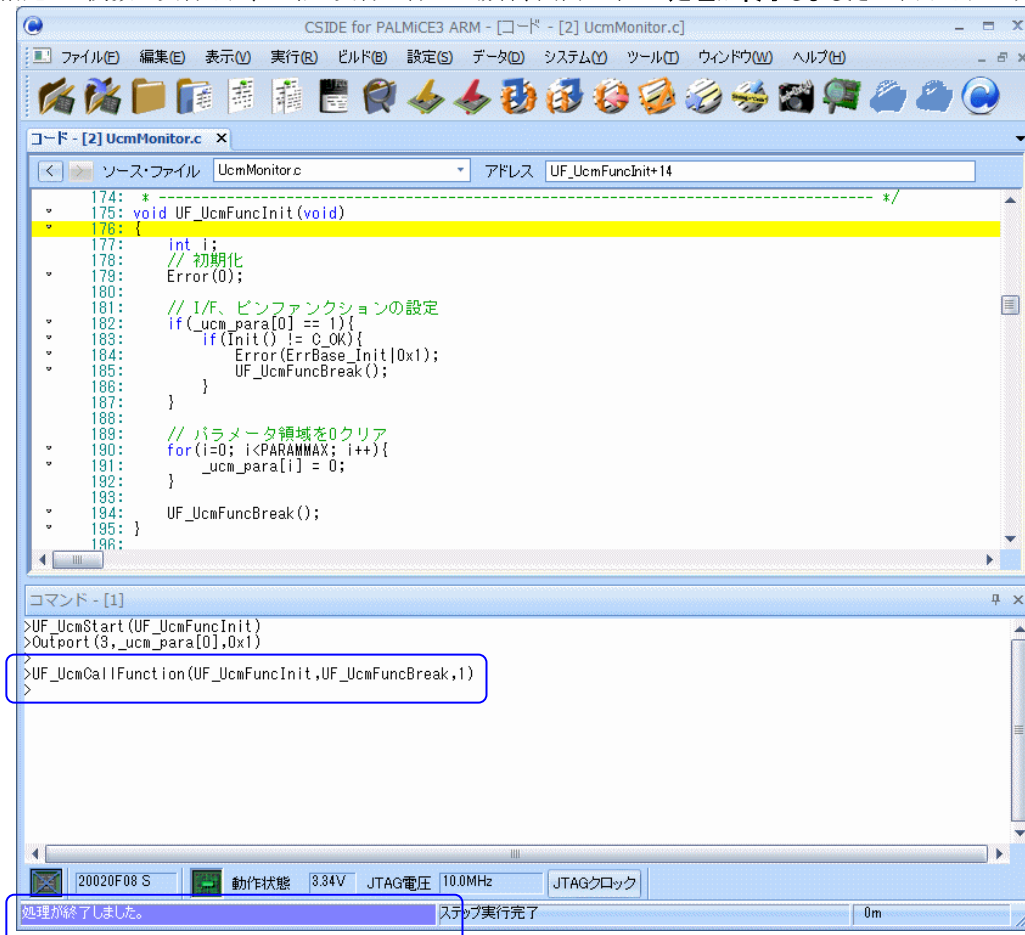 CSIDE for PALMiCE3 ARM - [コード - [2] UcmMonitor.c]
ファイル(F) 編集(E) 表示(V) 実行(R) ビルド(B) 設定(S) データ(D) システム(Y) ツール(T) ウィンドウ(W) ヘルプ(H)
コード - [2] UcmMonitor.c
ソース・ファイル UcmMonitor.c アドレス UF_UcmFuncInit+14
174: * ---------------------------------------------------------------------------- */
175: void UF_UcmFuncInit(void)
176: {
177: int i;
178: // 初期化
179: Error(0);
180:
181: // I/F、ピンファンクションの設定
182: if(_ucm_para[0] == 1){
183: if(Init() != C_OK){
184: Error(ErrBase_Init|0x1);
185: UF_UcmFuncBreak();
186: }
187: }
188:
189: // パラメータ領域を0クリア
190: for(i=0; i<PARAMMAX; i++){
191: _ucm_para[i] = 0;
192: }
193:
194: UF_UcmFuncBreak();
195: }
196:
コマンド - [1]
>UF_UcmStart(UF_UcmFuncInit)
>Outport(3,_ucm_para[0],0x1)
>
>UF_UcmCallFunction(UF_UcmFuncInit,UF_UcmFuncBreak,1)
>
20020F08 S 動作状態 3.34V JTAG電圧 10.0MHz JTAGクロック
処理が終了しました。 ステップ実行完了 0m